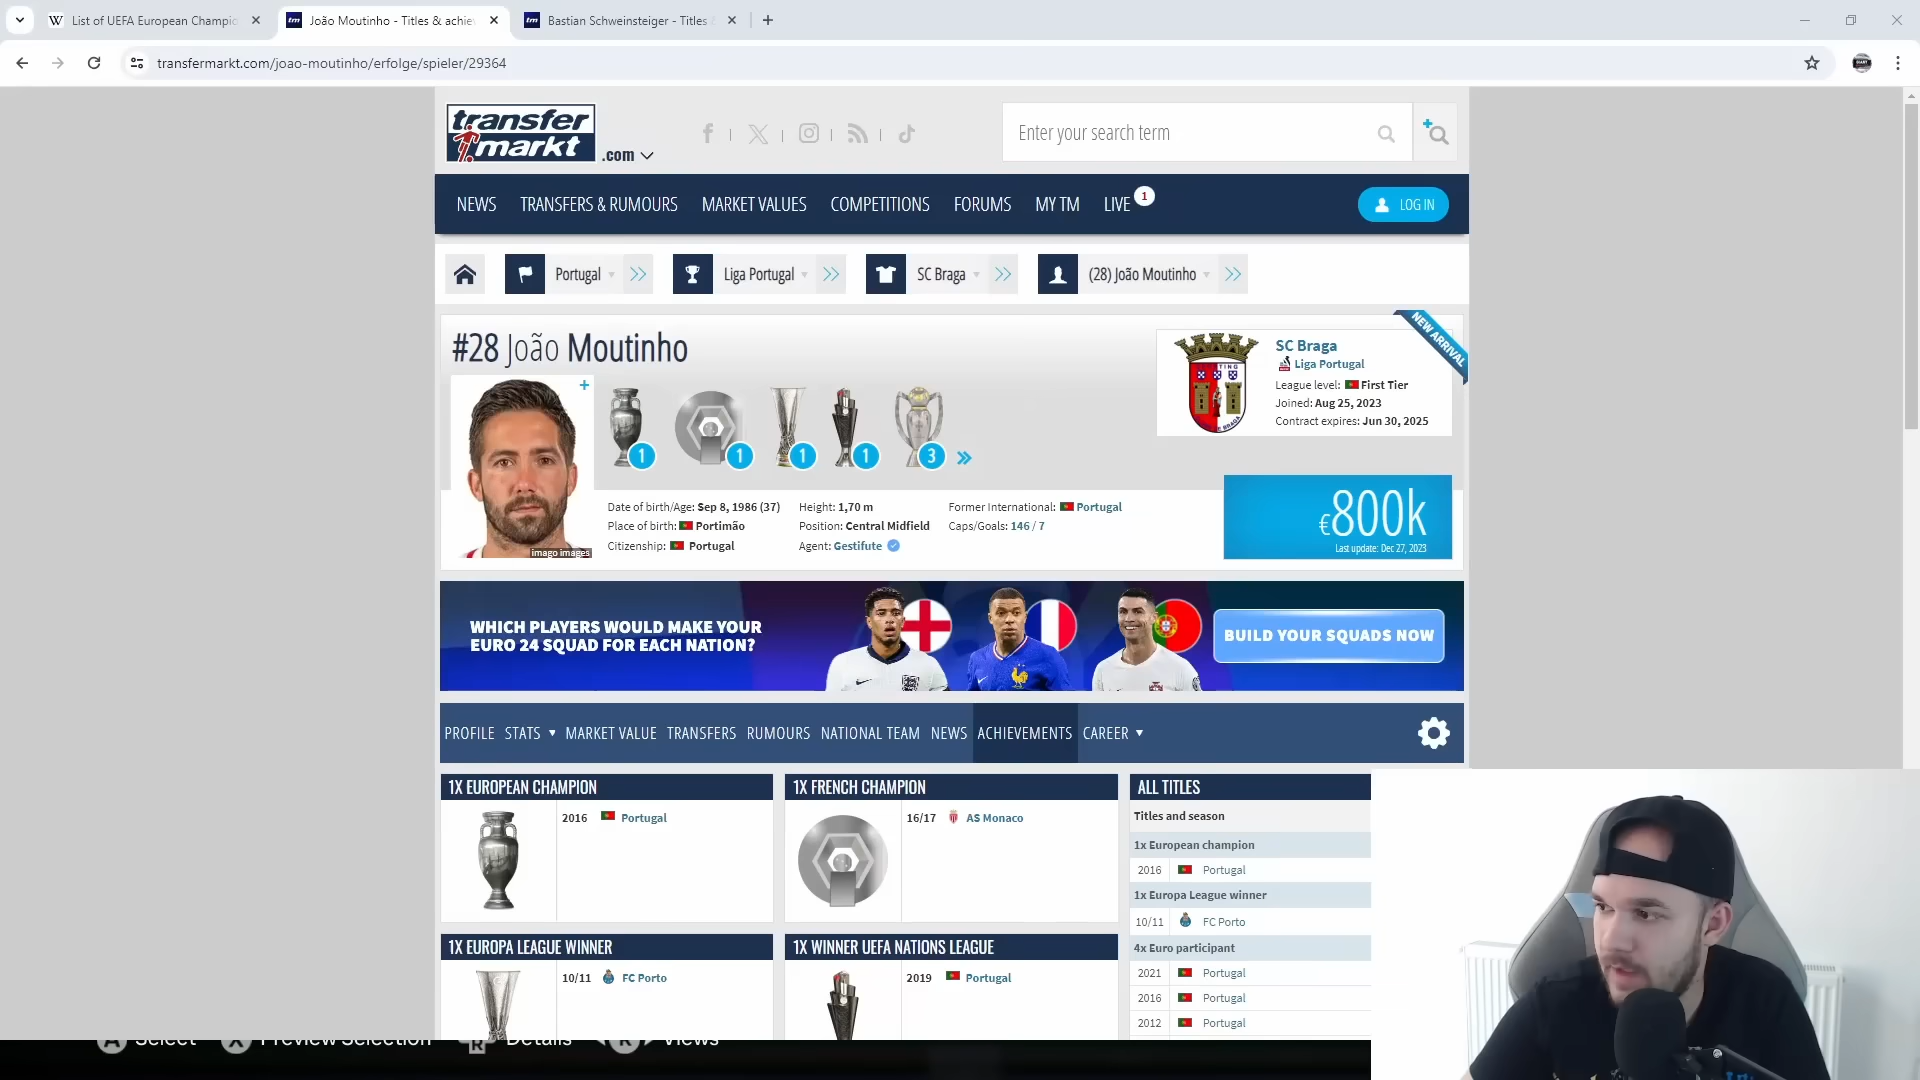 List of UEFA European Champio
João Moutinho - Titles & achie
Bastian Schweinsteiger - Titles
transfermarkt.com/joao-moutinho/erfolge/spieler/29364
transfer
markt
.com
Enter your search term
NEWS TRANSFERS & RUMOURS MARKET VALUES COMPETITIONS FORUMS MY TM LIVE 1 LOG IN
Portugal Liga Portugal SC Braga (28) João Moutinho
#28 João Moutinho
NEW ARRIVAL
SC Braga
Liga Portugal
League level: First Tier
Joined: Aug 25, 2023
Contract expires: Jun 30, 2025
1 1 1 1 3
imago images
Date of birth/Age: Sep 8, 1986 (37) Height: 1,70 m Former International: Portugal
Place of birth: Portimão Position: Central Midfield Caps/Goals: 146 / 7
Citizenship: Portugal Agent: Gestifute
€800k
Last update: Dec 27, 2023
WHICH PLAYERS WOULD MAKE YOUR
EURO 24 SQUAD FOR EACH NATION?
BUILD YOUR SQUADS NOW
PROFILE STATS MARKET VALUE TRANSFERS RUMOURS NATIONAL TEAM NEWS ACHIEVEMENTS CAREER
1X EUROPEAN CHAMPION
2016 Portugal
1X FRENCH CHAMPION
16/17 AS Monaco
1X EUROPA LEAGUE WINNER
10/11 FC Porto
1X WINNER UEFA NATIONS LEAGUE
2019 Portugal
ALL TITLES
Titles and season
1x European champion
2016 Portugal
1x Europa League winner
10/11 FC Porto
4x Euro participant
2021 Portugal
2016 Portugal
2012 Portugal
A Select X Preview Selection R Details R Views